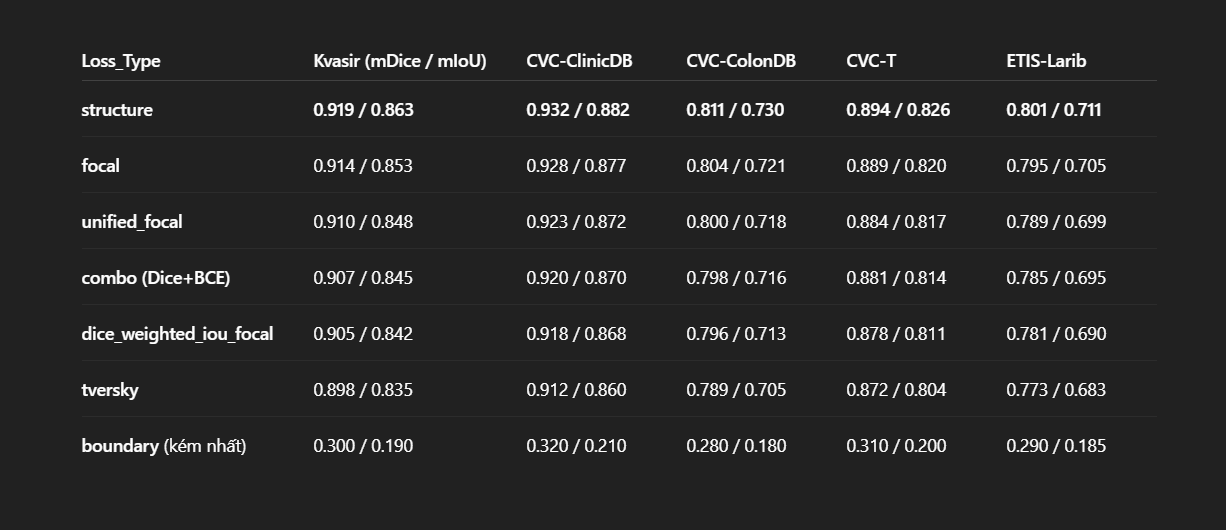 Loss_Type Kvasir (mDice / mIoU) CVC-ClinicDB CVC-ColonDB CVC-T ETIS-Larib
structure 0.919 / 0.863 0.932 / 0.882 0.811 / 0.730 0.894 / 0.826 0.801 / 0.711
focal 0.914 / 0.853 0.928 / 0.877 0.804 / 0.721 0.889 / 0.820 0.795 / 0.705
unified_focal 0.910 / 0.848 0.923 / 0.872 0.800 / 0.718 0.884 / 0.817 0.789 / 0.699
combo (Dice+BCE) 0.907 / 0.845 0.920 / 0.870 0.798 / 0.716 0.881 / 0.814 0.785 / 0.695
dice_weighted_iou_focal 0.905 / 0.842 0.918 / 0.868 0.796 / 0.713 0.878 / 0.811 0.781 / 0.690
tversky 0.898 / 0.835 0.912 / 0.860 0.789 / 0.705 0.872 / 0.804 0.773 / 0.683
boundary (kém nhất) 0.300 / 0.190 0.320 / 0.210 0.280 / 0.180 0.310 / 0.200 0.290 / 0.185